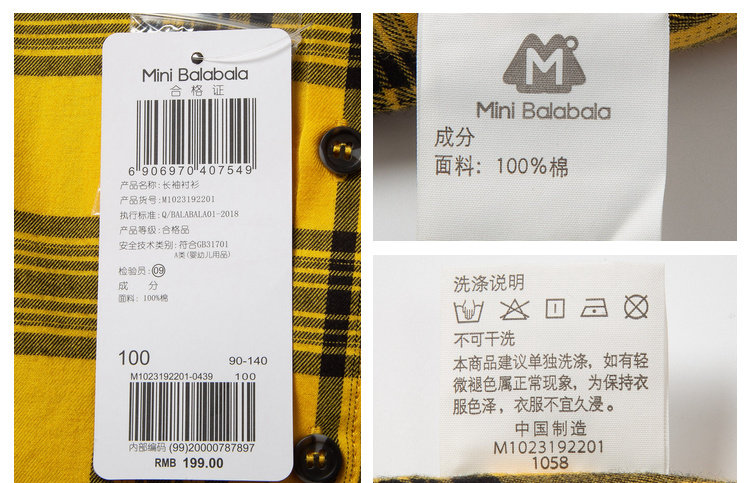 Mini Balabala
合格证
6 906970 407549
产品名称: 长袖衬衫
产品货号: M1023192201
执行标准: Q/BALABALA01-2018
产品等级: 合格品
安全技术类别: 符合GB31701
A类(婴幼儿用品)
检验员: 09
成 分
面料: 100%棉
100 90-140
M1023192201-0439 100
内部编码 (99)20000787897
RMB 199.00
M
Mini Balabala
成分
面料: 100%棉
洗涤说明
不可干洗
本商品建议单独洗涤, 如有轻
微褪色属正常现象, 为保持衣
服色泽, 衣服不宜久浸。
中国制造
M1023192201
1058